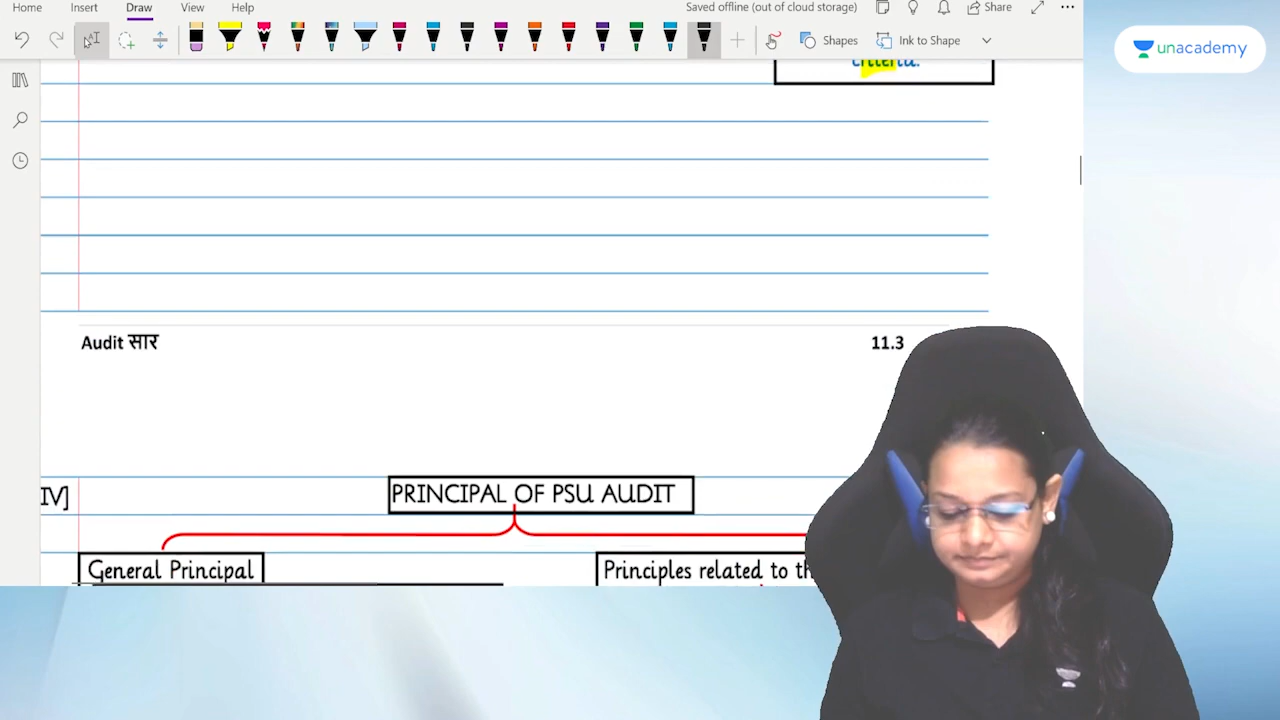 Home Insert Draw View Help Saved offline (out of cloud storage) Share
Shapes Ink to Shape
unacademy
criteria.
Audit सार 11.3
IV] PRINCIPAL OF PSU AUDIT
General Principal Principles related to th